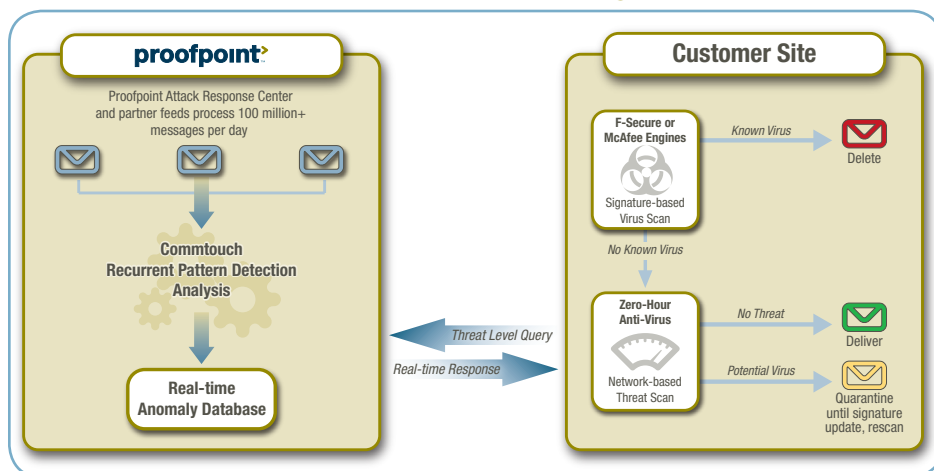 proofpoint
Proofpoint Attack Response Center
and partner feeds process 100 million+
messages per day
Commtouch
Recurrent Pattern Detection
Analysis
Real-time
Anomaly Database
Threat Level Query
Real-time Response
Customer Site
F-Secure or
McAfee Engines
Signature-based
Virus Scan
Known Virus
Delete
No Known Virus
Zero-Hour
Anti-Virus
Network-based
Threat Scan
No Threat
Deliver
Potential Virus
Quarantine
until signature
update, rescan